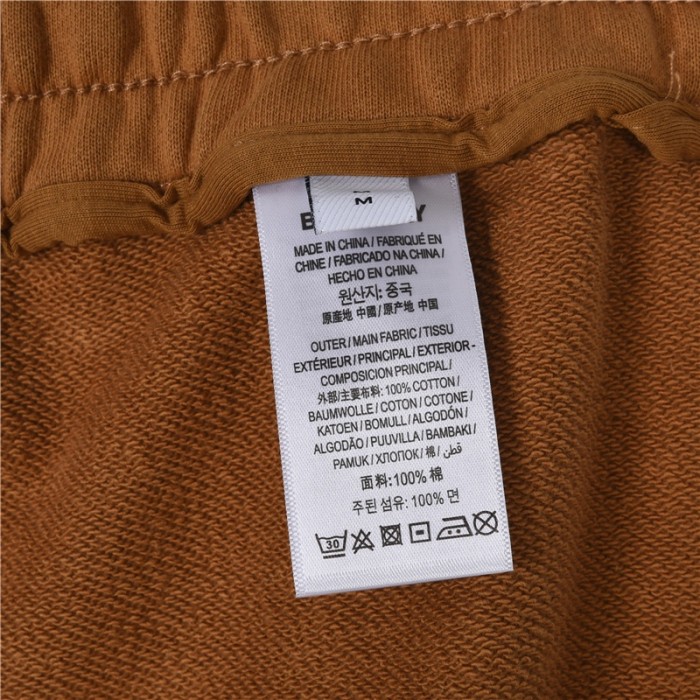 M
MADE IN CHINA / FABRIQUÉ EN
CHINE / FABRICADO NA CHINA /
HECHO EN CHINA
원산지: 중국
原産地 中國 / 原产地 中国
OUTER / MAIN FABRIC / TISSU
EXTÉRIEUR / PRINCIPAL / EXTERIOR-
COMPOSICION PRINCIPAL /
外部/主要布料: 100% COTTON /
BAUMWOLLE / COTON / COTONE /
KATOEN / BOMULL / ALGODÓN /
ALGODÃO / PUUVILLA / BAMBAKI /
PAMUK / ХЛОПОК / 棉 / قطن
面料:100% 棉
주된 섬유: 100% 면
30